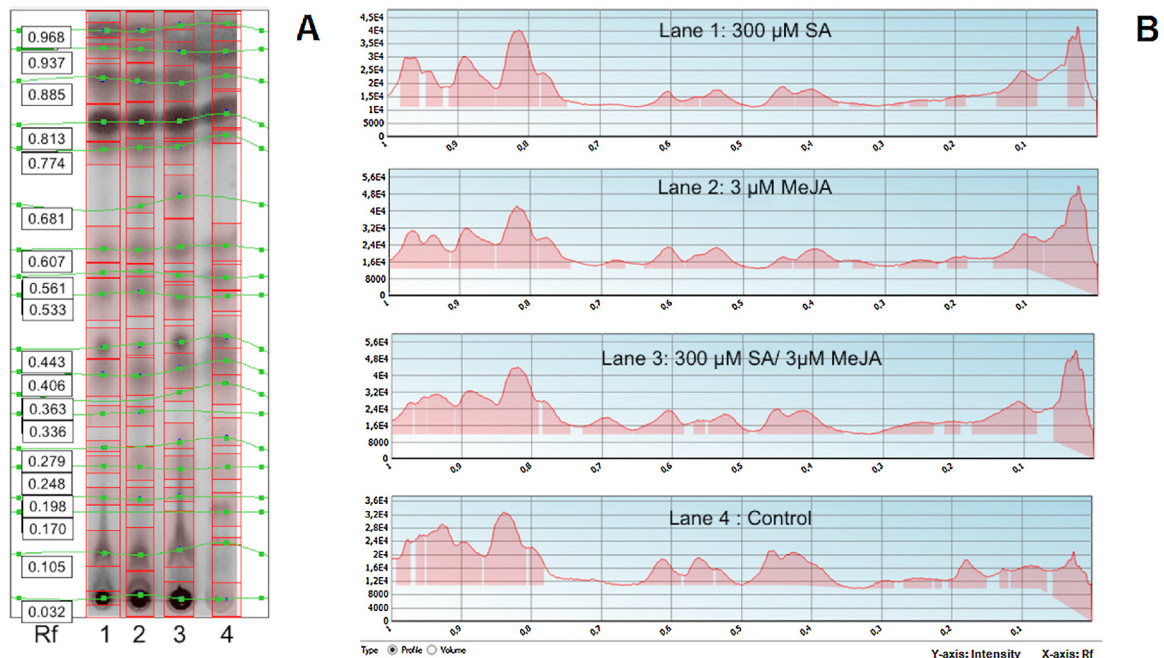 A
B
0.968
0.937
0.885
0.813
0.774
0.681
0.607
0.561
0.533
0.443
0.406
0.363
0.336
0.279
0.248
0.198
0.170
0.105
0.032
Rf 1 2 3 4
Lane 1: 300 µM SA
4,5E4
4E4
3,5E4
3E4
2,5E4
2E4
1,5E4
1E4
5000
0
1 0,9 0,8 0,7 0,6 0,5 0,4 0,3 0,2 0,1
Lane 2: 3 µM MeJA
5,6E4
4,8E4
4E4
3,2E4
2,4E4
1,6E4
8000
0
1 0,9 0,8 0,7 0,6 0,5 0,4 0,3 0,2 0,1
Lane 3: 300 µM SA/ 3µM MeJA
5,6E4
4,8E4
4E4
3,2E4
2,4E4
1,6E4
8000
0
1 0,9 0,8 0,7 0,6 0,5 0,4 0,3 0,2 0,1
Lane 4 : Control
3,6E4
3,2E4
2,8E4
2,4E4
2E4
1,6E4
1,2E4
8000
4000
0
1 0,9 0,8 0,7 0,6 0,5 0,4 0,3 0,2 0,1
Type Profile Volume
Y-axis: Intensity X-axis: Rf